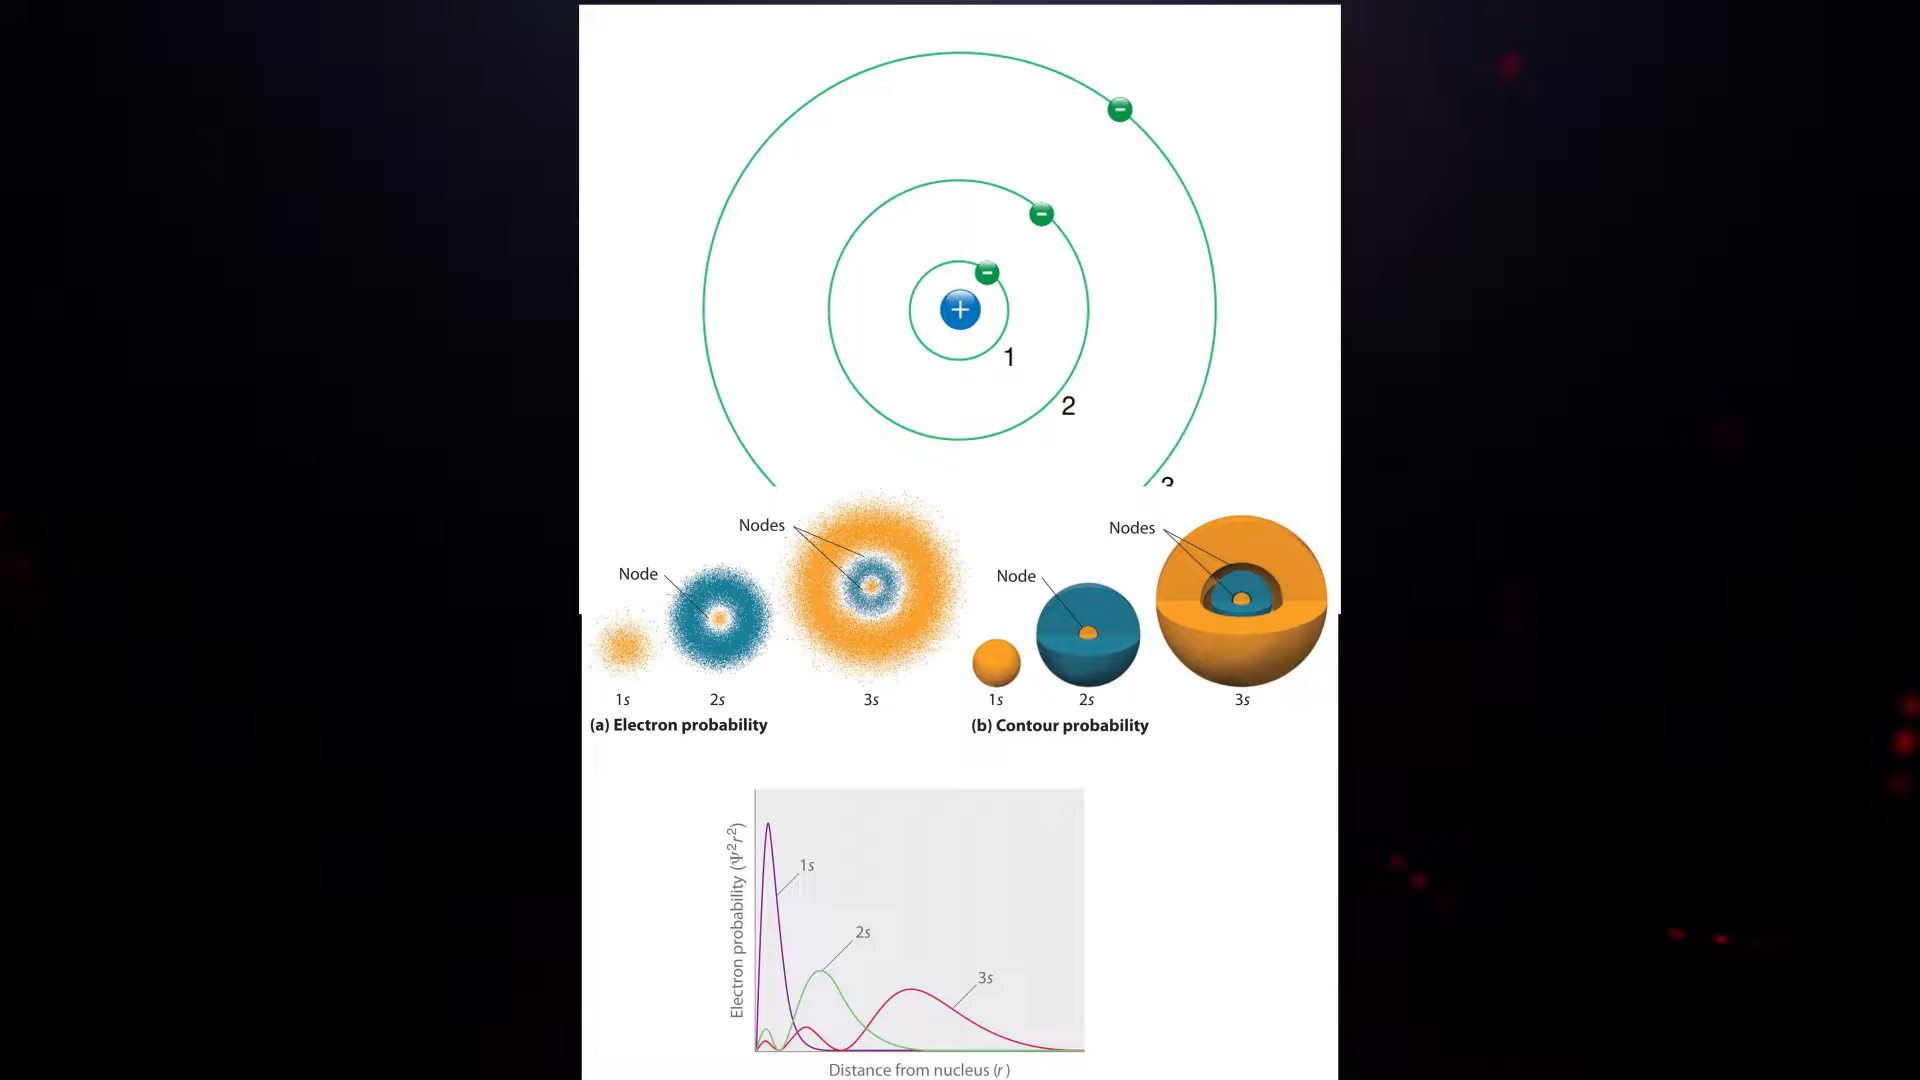 −
−
−
+
1
2
3
Nodes
Node
1s
2s
3s
(a) Electron probability
Nodes
Node
1s
2s
3s
(b) Contour probability
Electron probability (Ψ²r²)
1s
2s
3s
Distance from nucleus (r)